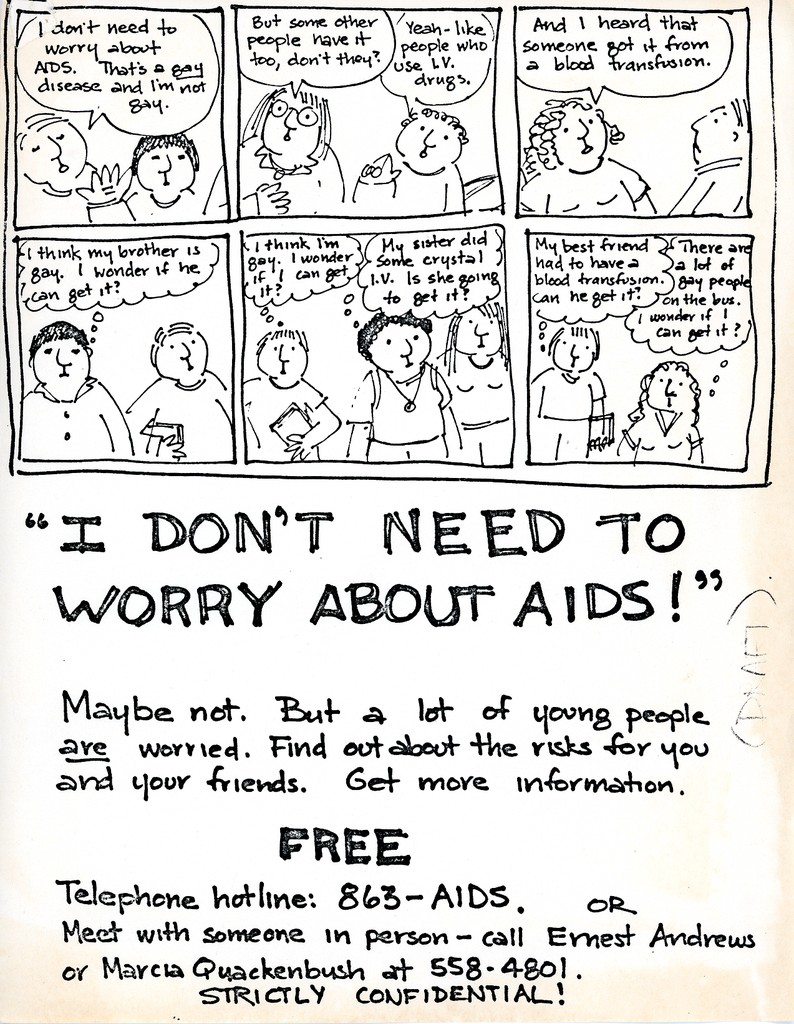 I don't need to
worry about
AIDS. That's a gay
disease and I'm not
gay.
But some other
people have it
too, don't they?
Yeah - like
people who
use I.V.
drugs.
And I heard that
someone got it from
a blood transfusion.
I think my brother is
gay. I wonder if he
can get it?
I think I'm
gay. I wonder
if I can get
it?
My sister did
some crystal
I.V. Is she going
to get it?
My best friend
had to have a
blood transfusion.
Can he get it?
There are
a lot of
gay people
on the bus.
I wonder if I
can get it?
"I DON'T NEED TO
WORRY ABOUT AIDS!"
(DRAFT)
Maybe not. But a lot of young people
are worried. Find out about the risks for you
and your friends. Get more information.
FREE
Telephone hotline: 863-AIDS. OR
Meet with someone in person - call Ernest Andrews
or Marcia Quackenbush at 558-4801.
STRICTLY CONFIDENTIAL!